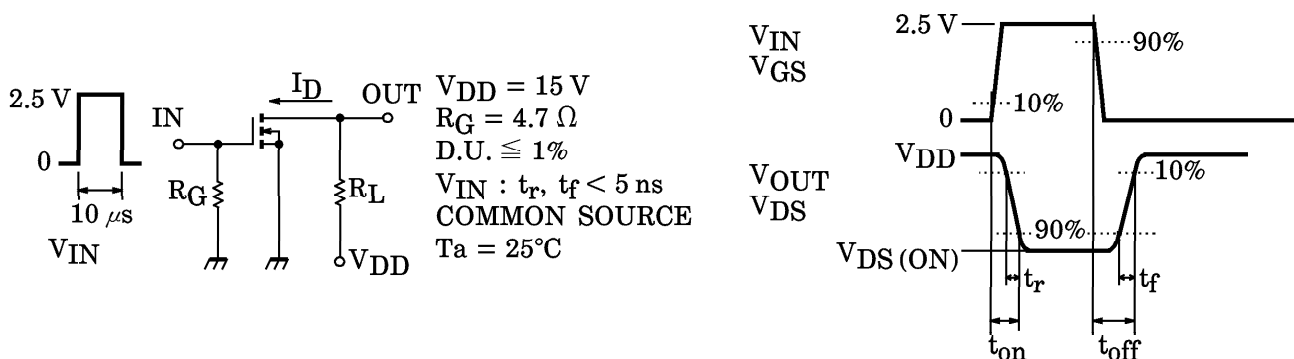 2.5 V
0
10 μs
VIN
IN
RG
ID
OUT
RL
VDD
VDD = 15 V
RG = 4.7 Ω
D.U. ≦ 1%
VIN : tr, tf < 5 ns
COMMON SOURCE
Ta = 25°C
VIN
VGS
2.5 V
90%
10%
0
VOUT
VDS
VDD
10%
90%
VDS (ON)
tr
tf
ton
toff